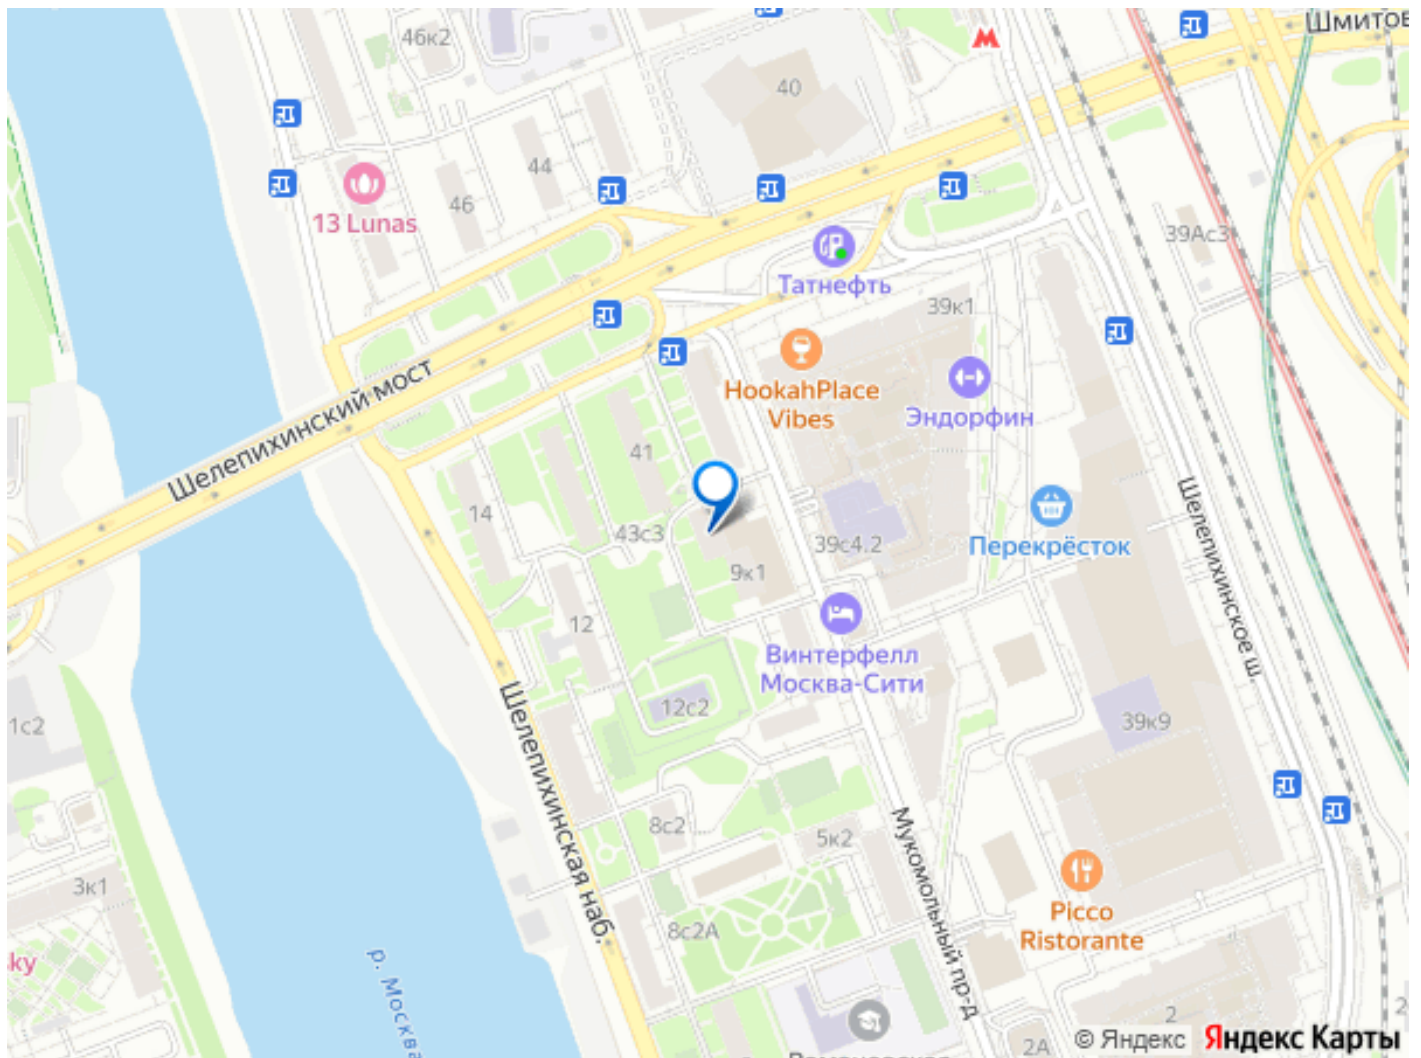 46к2
Шмитов
40
44
46
13 Lunas
39Ас3
Татнефть
39к1
HookahPlace
Vibes
Эндорфин
Шелепихинский мост
41
14
43с3
39с4.2
Перекрёсток
Шелепихинское ш.
9к1
12
Винтерфелл
Москва-Сити
12с2
1с2
39к9
Шелепихинская наб.
8с2
5к2
Мукомольный пр-д
3к1
Picco
Ristorante
8с2А
sky
р. Москва
2
2А
© Яндекс
Яндекс Карты